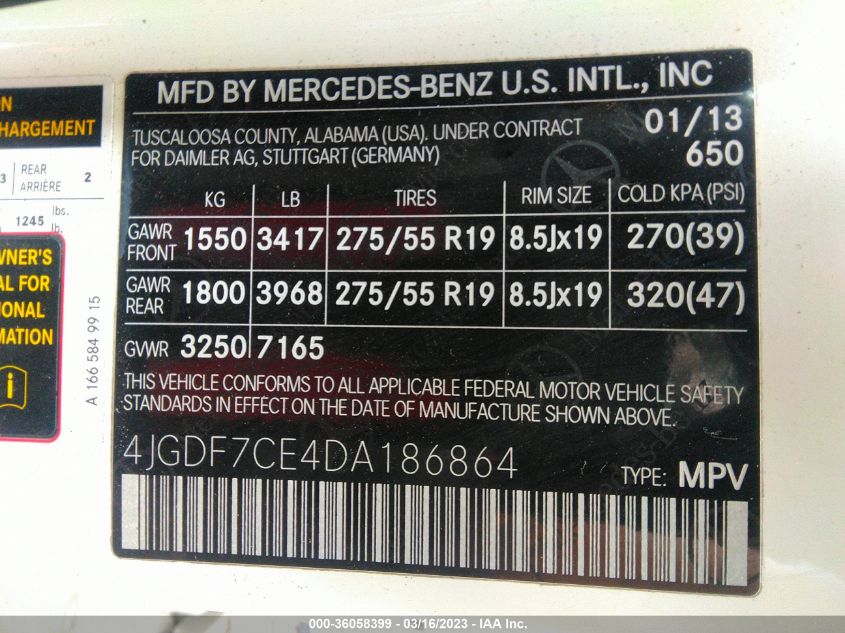 MFD BY MERCEDES-BENZ U.S. INTL., INC
TUSCALOOSA COUNTY, ALABAMA (USA). UNDER CONTRACT
FOR DAIMLER AG, STUTTGART (GERMANY)
01/13
650
KG LB TIRES RIM SIZE COLD KPA(PSI)
GAWR FRONT 1550 3417 275/55 R19 8.5Jx19 270(39)
GAWR REAR 1800 3968 275/55 R19 8.5Jx19 320(47)
GVWR 3250 7165
THIS VEHICLE CONFORMS TO ALL APPLICABLE FEDERAL MOTOR VEHICLE SAFETY
STANDARDS IN EFFECT ON THE DATE OF MANUFACTURE SHOWN ABOVE.
4JGDF7CE4DA186864
TYPE: MPV
ON
CHARGEMENT
3 REAR
ARRIÈRE 2
1245 lbs.
lb.
OWNER'S
AL FOR
IONAL
MATION
i
A 166 584 99 15
000-36058399 - 03/16/2023 - IAA Inc.